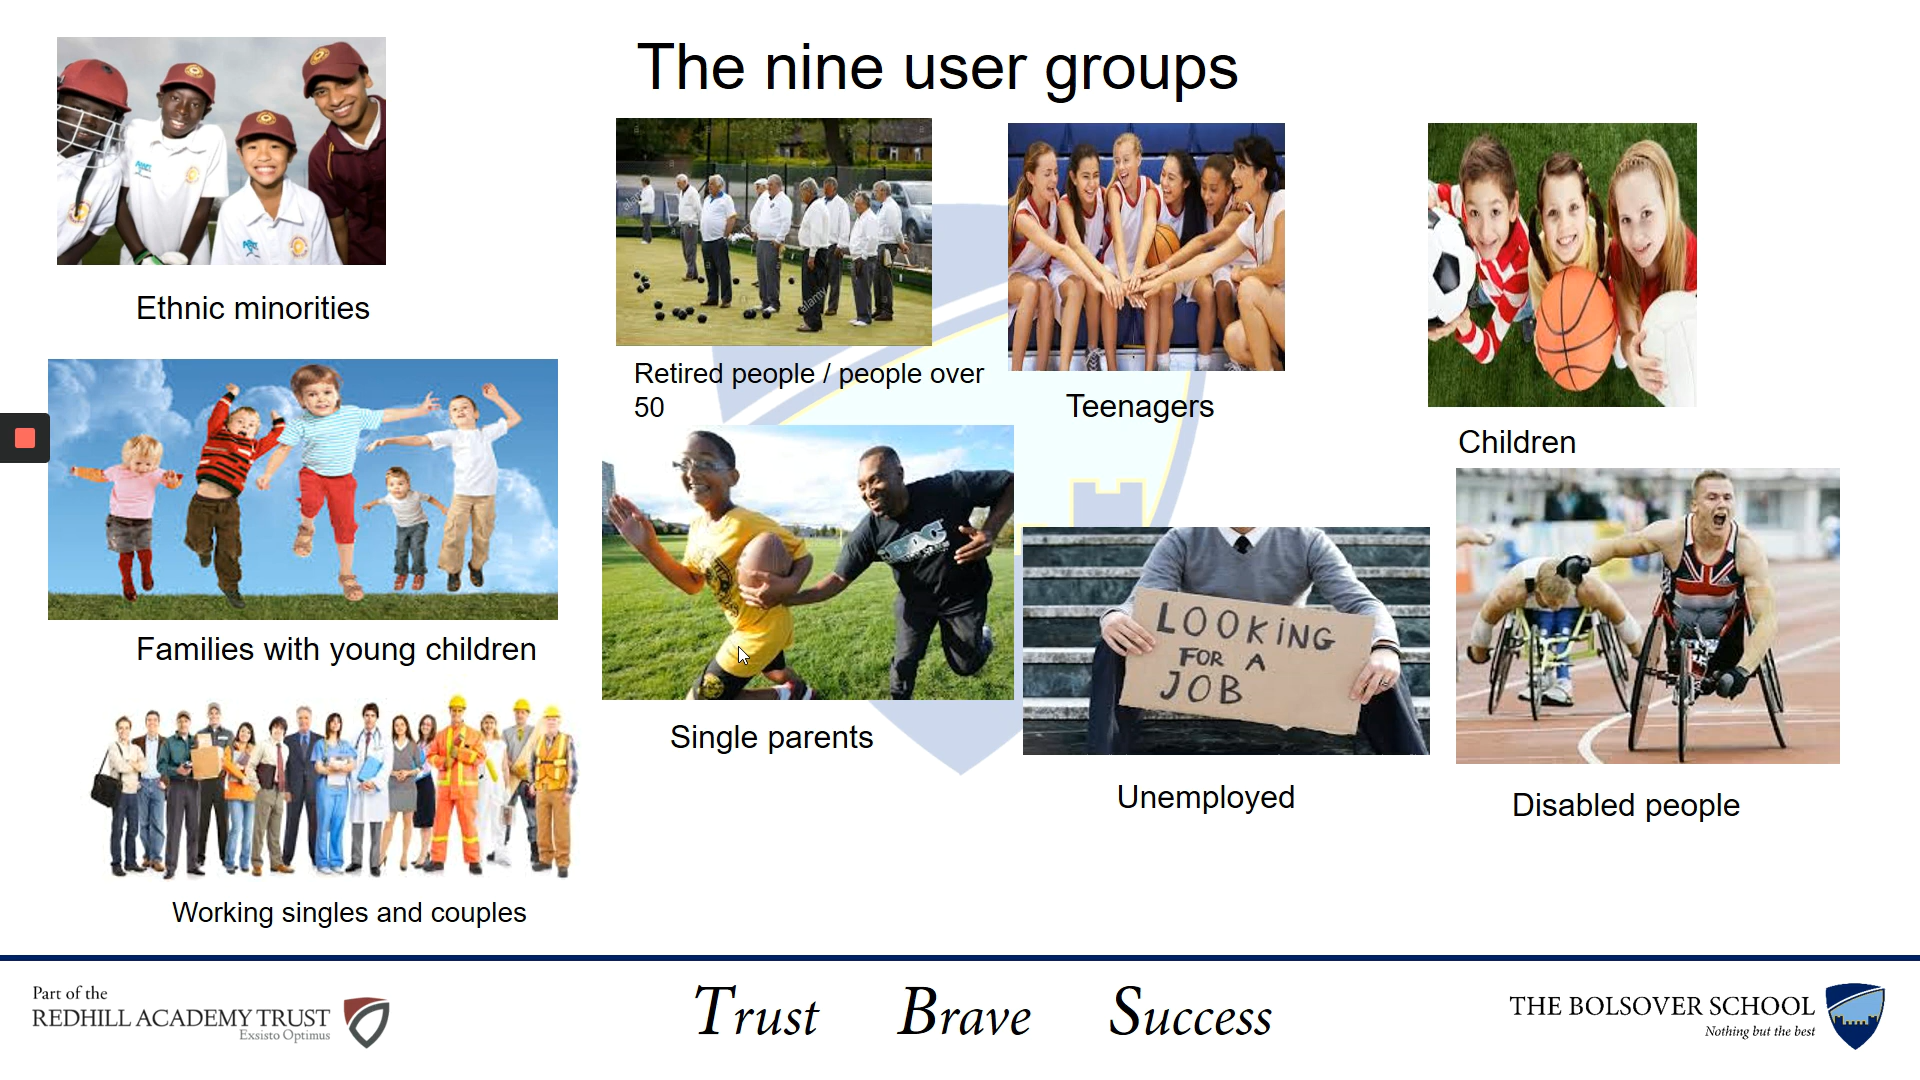 The nine user groups
Ethnic minorities
Retired people / people over
50
Teenagers
Children
Families with young children
Single parents
LOOKiNG
FOR A
JOB
Unemployed
Disabled people
Working singles and couples
Part of the
REDHILL ACADEMY TRUST
Exsisto Optimus
Trust Brave Success
THE BOLSOVER SCHOOL
Nothing but the best